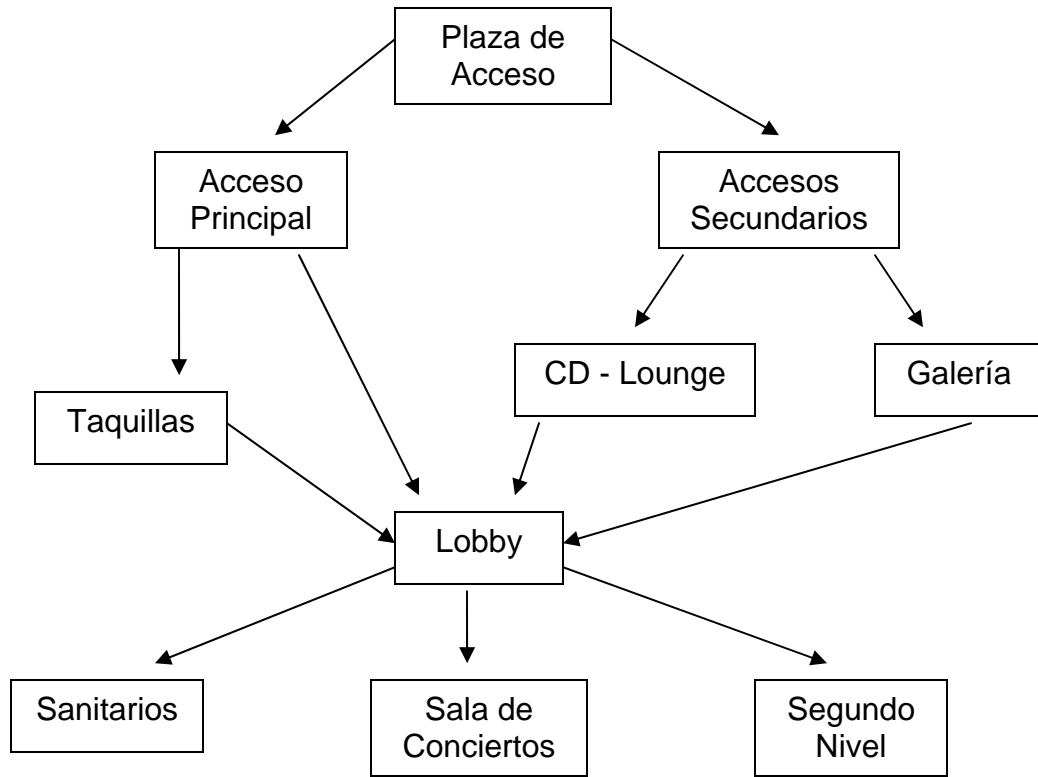 Plaza de
Acceso
Acceso
Principal
Accesos
Secundarios
CD - Lounge
Galería
Taquillas
Lobby
Sanitarios
Sala de
Conciertos
Segundo
Nivel